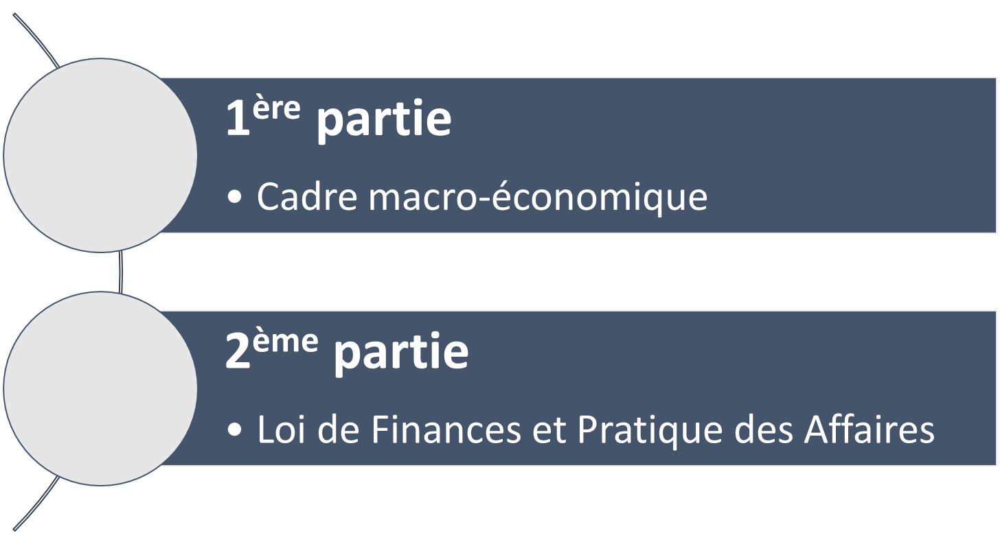 1ère partie
• Cadre macro-économique
2ème partie
• Loi de Finances et Pratique des Affaires